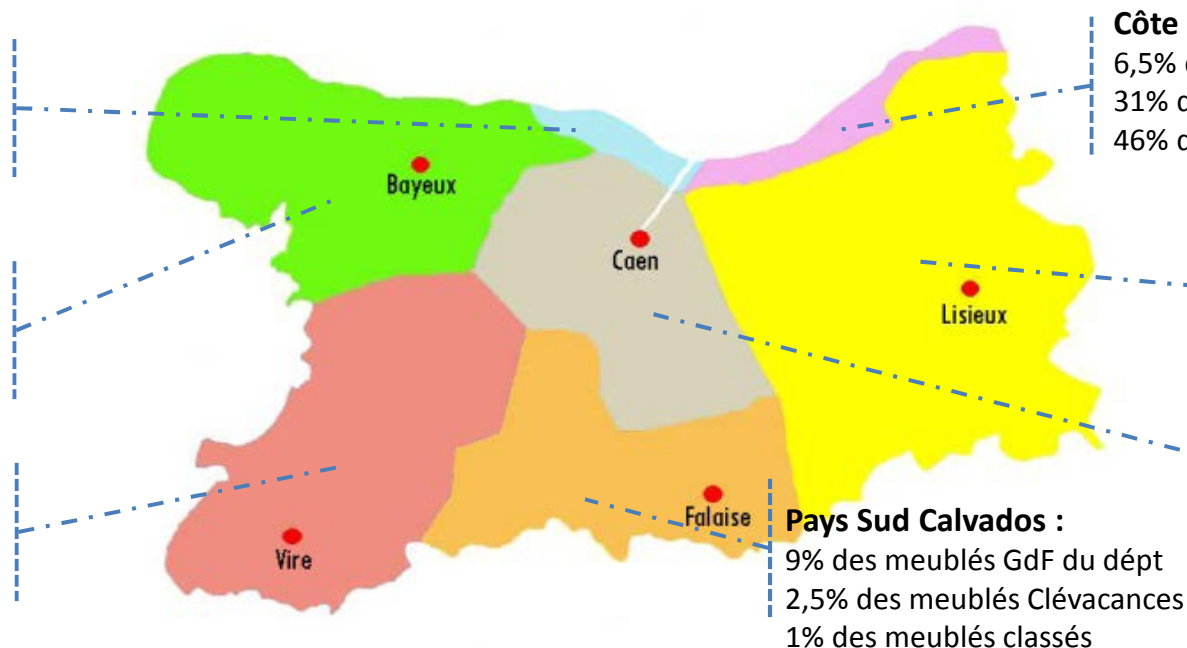 Côte
6,5%
31%
46%
Bayeux
Caen
Lisieux
Falaise
Vire
Pays Sud Calvados :
9% des meublés GdF du dépt
2,5% des meublés Clévacances
1% des meublés classés